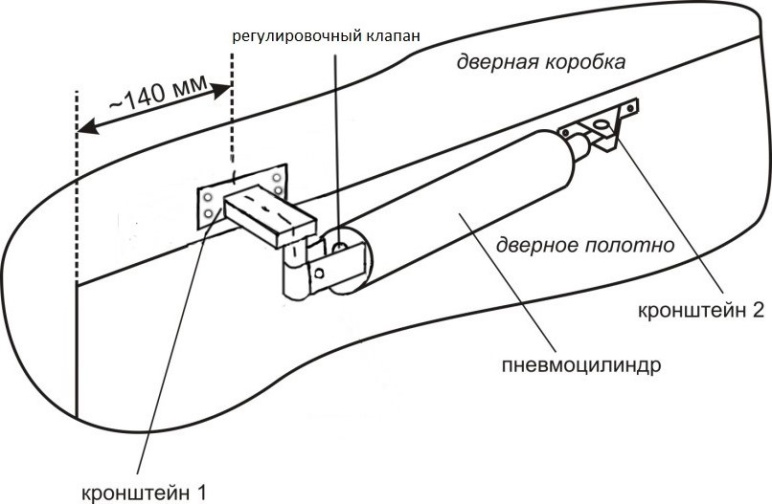 регулировочный клапан
дверная коробка
~140 мм
дверное полотно
кронштейн 2
пневмоцилиндр
кронштейн 1